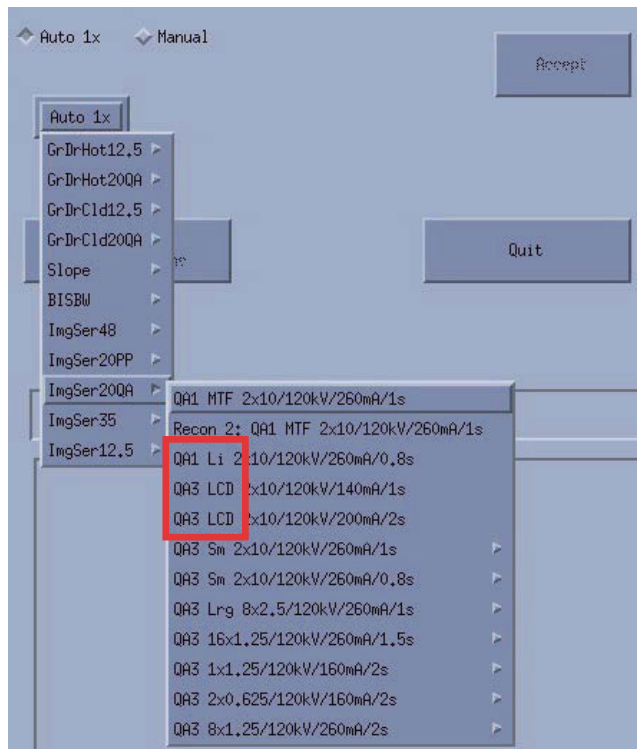 Auto 1x Manual
Accept
Auto 1x
GrDrHot12.5
GrDrHot20QA
GrDrCld12.5
GrDrCld20QA
Quit
Slope
BISBW
ImgSer48
ImgSer20PP
ImgSer20QA
ImgSer35
ImgSer12.5
QA1 MTF 2x10/120kV/260mA/1s
Recon 2: QA1 MTF 2x10/120kV/260mA/1s
QA1 Li 2x10/120kV/260mA/0.8s
QA3 LCD 2x10/120kV/140mA/1s
QA3 LCD 2x10/120kV/200mA/2s
QA3 Sm 2x10/120kV/260mA/1s
QA3 Sm 2x10/120kV/260mA/0.8s
QA3 Lrg 8x2.5/120kV/260mA/1s
QA3 16x1.25/120kV/260mA/1.5s
QA3 1x1.25/120kV/160mA/2s
QA3 2x0.625/120kV/160mA/2s
QA3 8x1.25/120kV/260mA/2s